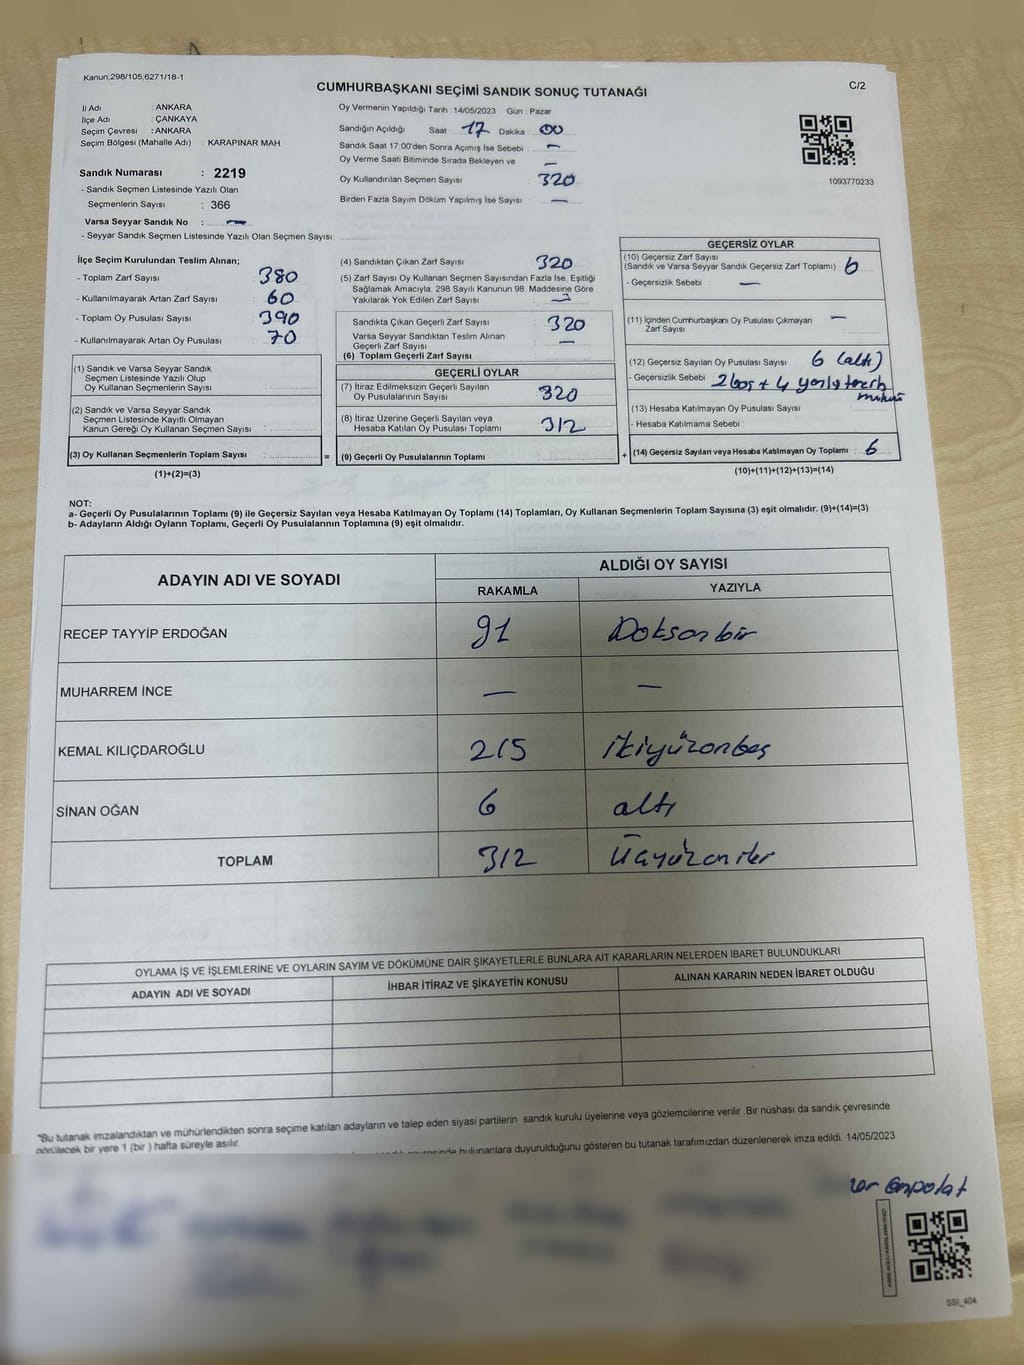 Kanun:298/105,6271/18-1
CUMHURBAŞKANI SEÇİMİ SANDIK SONUÇ TUTANAĞI
C/2
İl Adı : ANKARA
İlçe Adı : ÇANKAYA
Seçim Çevresi : ANKARA
Seçim Bölgesi (Mahalle Adı) : KARAPINAR MAH.
Oy Vermenin Yapıldığı Tarih : 14/05/2023 Gün : Pazar
Sandığın Açıldığı Saat : 17 Dakika : 00
Sandık Saat 17:00'den Sonra Açımış İse Sebebi : —
Oy Verme Saati Bitiminde Sırada Bekleyen ve —
Oy Kullandırılan Seçmen Sayısı : 320
Birden Fazla Sayım Döküm Yapılmış İse Sayısı : —
1093770233
Sandık Numarası : 2219
- Sandık Seçmen Listesinde Yazılı Olan
Seçmenlerin Sayısı : 366
Varsa Seyyar Sandık No : —
- Seyyar Sandık Seçmen Listesinde Yazılı Olan Seçmen Sayısı:
İlçe Seçim Kurulundan Teslim Alınan;
- Toplam Zarf Sayısı : 380
- Kullanılmayarak Artan Zarf Sayısı : 60
- Toplam Oy Pusulası Sayısı : 390
- Kullanılmayarak Artan Oy Pusulası : 70
(1) Sandık ve Varsa Seyyar Sandık
Seçmen Listesinde Yazılı Olup
Oy Kullanan Seçmenlerin Sayısı :
(2) Sandık ve Varsa Seyyar Sandık
Seçmen Listesinde Kayıtlı Olmayan
Kanun Gereği Oy Kullanan Seçmen Sayısı :
(3) Oy Kullanan Seçmenlerin Toplam Sayısı :
(1)+(2)=(3)
(4) Sandıktan Çıkan Zarf Sayısı : 320
(5) Zarf Sayısı Oy Kullanan Seçmen Sayısından Fazla İse, Eşitliği
Sağlamak Amacıyla, 298 Sayılı Kanunun 98. Maddesine Göre
Yakılarak Yok Edilen Zarf Sayısı : —
Sandıkta Çıkan Geçerli Zarf Sayısı : 320
Varsa Seyyar Sandıktan Teslim Alınan
Geçerli Zarf Sayısı : —
(6) Toplam Geçerli Zarf Sayısı
GEÇERLİ OYLAR
(7) İtiraz Edilmeksizin Geçerli Sayılan
Oy Pusulalarının Sayısı : 320
(8) İtiraz Üzerine Geçerli Sayılan veya
Hesaba Katılan Oy Pusulası Toplamı : 312
= (9) Geçerli Oy Pusulalarının Toplamı :
GEÇERSİZ OYLAR
(10) Geçersiz Zarf Sayısı
(Sandık ve Varsa Seyyar Sandık Geçersiz Zarf Toplamı) : 6
- Geçersizlik Sebebi : —
(11) İçinden Cumhurbaşkanı Oy Pusulası Çıkmayan
Zarf Sayısı : —
(12) Geçersiz Sayılan Oy Pusulası Sayısı : 6 (altı)
- Geçersizlik Sebebi : 2 boş + 4 yanlış tercih
mührü
(13) Hesaba Katılmayan Oy Pusulası Sayısı :
- Hesaba Katılmama Sebebi :
+ (14) Geçersiz Sayılan veya Hesaba Katılmayan Oy Toplamı : 6
(10)+(11)+(12)+(13)=(14)
NOT:
a- Geçerli Oy Pusulalarının Toplamı (9) ile Geçersiz Sayılan veya Hesaba Katılmayan Oy Toplamı (14) Toplamları, Oy Kullanan Seçmenlerin Toplam Sayısına (3) eşit olmalıdır. (9)+(14)=(3)
b- Adayların Aldığı Oyların Toplamı, Geçerli Oy Pusulalarının Toplamına (9) eşit olmalıdır.
ADAYIN ADI VE SOYADI
ALDIĞI OY SAYISI
RAKAMLA YAZIYLA
RECEP TAYYİP ERDOĞAN 91 Doksanbir
MUHARREM İNCE — —
KEMAL KILIÇDAROĞLU 215 ikiyüzonbeş
SİNAN OĞAN 6 altı
TOPLAM 312 Üçyüzoniki
OYLAMA İŞ VE İŞLEMLERİNE VE OYLARIN SAYIM VE DÖKÜMÜNE DAİR ŞİKAYETLERLE BUNLARA AİT KARARLARIN NELERDEN İBARET BULUNDUKLARI
ADAYIN ADI VE SOYADI İHBAR İTİRAZ VE ŞİKAYETİN KONUSU ALINAN KARARIN NEDEN İBARET OLDUĞU
*Bu tutanak imzalandıktan ve mühürlendikten sonra seçime katılan adayların ve talep eden siyasi partilerin sandık kurulu üyelerine veya gözlemcilerine verilir. Bir nüshası da sandık çevresinde
görülecek bir yere 1 (bir ) hafta süreyle asılır.
bulunanlara duyurulduğunu gösteren bu tutanak tarafımızdan düzenlenerek imza edildi. 14/05/2023
SSI_404